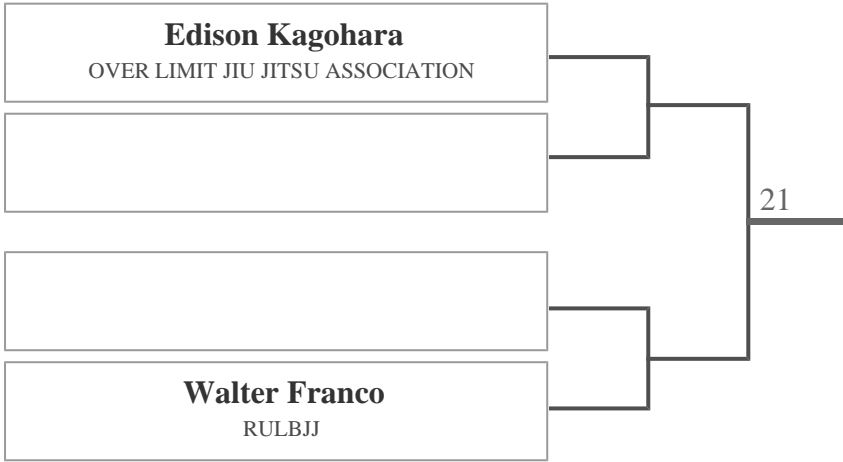 Edison Kagohara
OVER LIMIT JIU JITSU ASSOCIATION
21
Walter Franco
RULBJJ